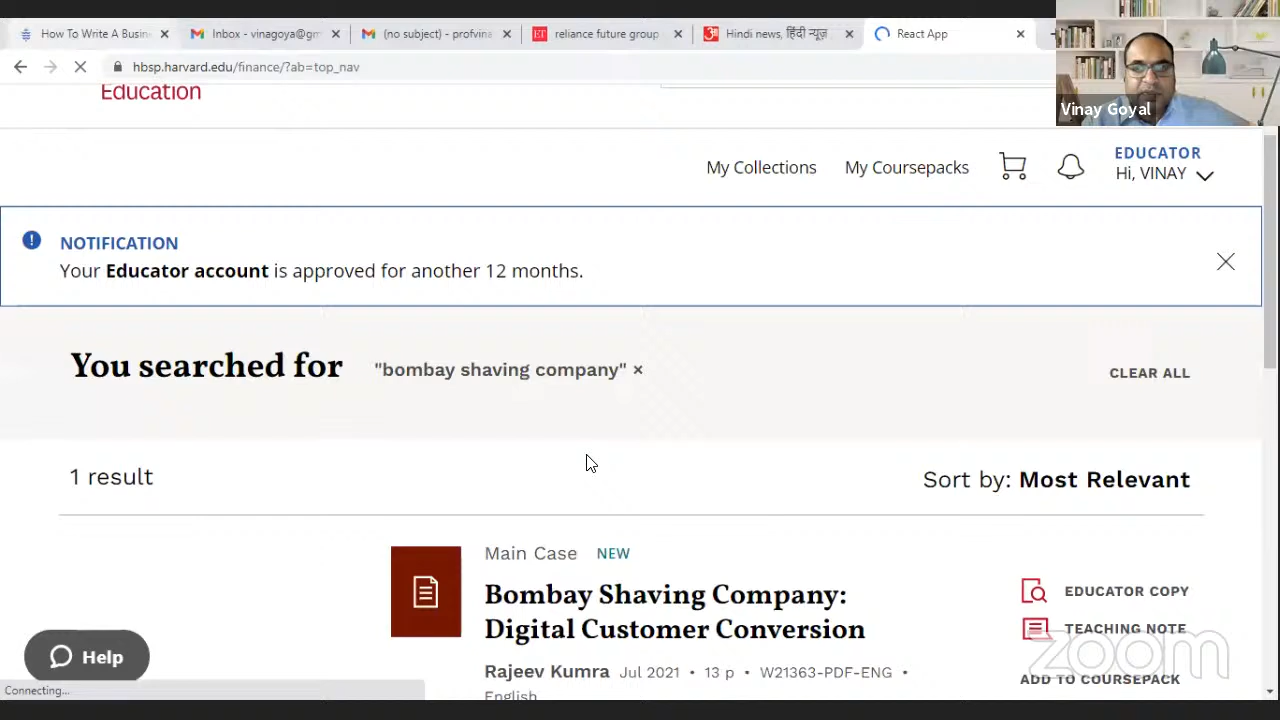 How To Write A Busin
Inbox - vinagoya@gm
(no subject) - profvina
ET reliance future group
Hindi news, हिंदी न्यूज़
React App
hbsp.harvard.edu/finance/?ab=top_nav
Vinay Goyal
Education
My Collections
My Coursepacks
EDUCATOR
Hi, VINAY
NOTIFICATION
Your Educator account is approved for another 12 months.
You searched for
"bombay shaving company" ×
CLEAR ALL
1 result
Sort by: Most Relevant
Main Case NEW
Bombay Shaving Company:
Digital Customer Conversion
Rajeev Kumra Jul 2021 • 13 p • W21363-PDF-ENG •
English
EDUCATOR COPY
TEACHING NOTE
ADD TO COURSEPACK
Help
Connecting...
zoom